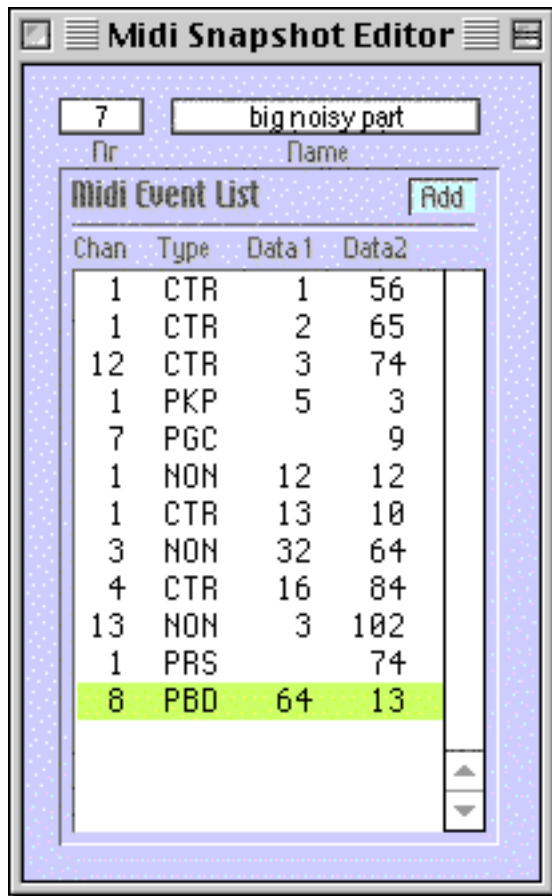 Midi Snapshot Editor
7 big noisy part
Nr Name
Midi Event List Add
Chan Type Data 1 Data2
1 CTR 1 56
1 CTR 2 65
12 CTR 3 74
1 PKP 5 3
7 PGC 9
1 NON 12 12
1 CTR 13 10
3 NON 32 64
4 CTR 16 84
13 NON 3 102
1 PRS 74
8 PBD 64 13